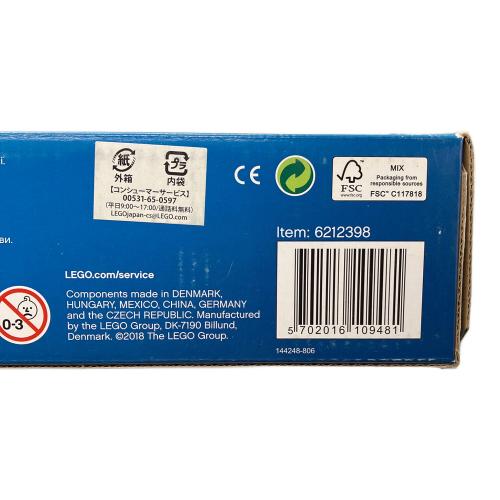 紙
外箱
プラ
内袋
【コンシューマーサービス】
00531-65-0597
(平日9:00～17:00/通話料無料)
LEGOJapan-cs@LEGO.com
CE
FSC
www.fsc.org
MIX
Packaging from
responsible sources
FSC™ C117818
ви.
Item: 6212398
LEGO.com/service
0-3
Components made in DENMARK,
HUNGARY, MEXICO, CHINA, GERMANY
and the CZECH REPUBLIC. Manufactured
by the LEGO Group, DK-7190 Billund,
Denmark. ©2018 The LEGO Group.
5 702016 109481
144248-806